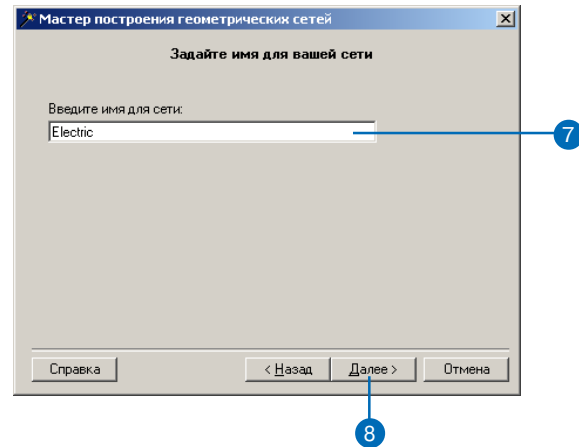 Мастер построения геометрических сетей
Задайте имя для вашей сети
Введите имя для сети:
Electric
7
Справка
< Назад
Далее >
Отмена
8